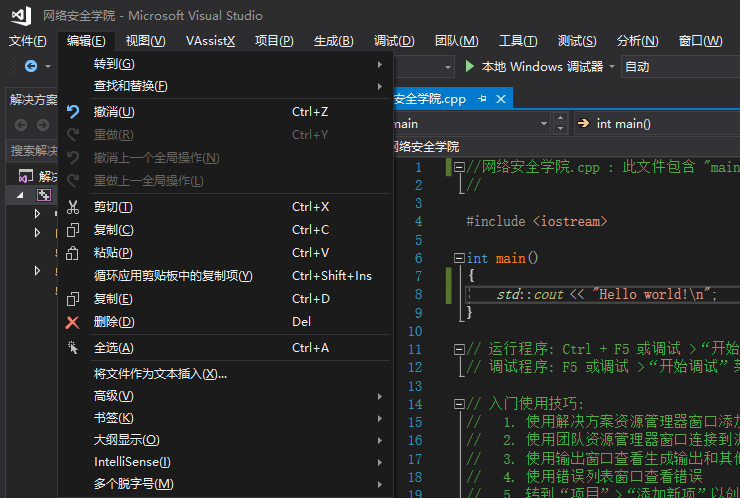 网络安全学院 - Microsoft Visual Studio
文件(F) 编辑(E) 视图(V) VAssistX 项目(P) 生成(B) 调试(D) 团队(M) 工具(T) 测试(S) 分析(N) 窗口(W)
本地 Windows 调试器 自动
转到(G)
查找和替换(F)
撤消(U) Ctrl+Z
重做(R) Ctrl+Y
撤消上一个全局操作(N)
重做上一全局操作(L)
剪切(T) Ctrl+X
复制(C) Ctrl+C
粘贴(P) Ctrl+V
循环应用剪贴板中的复制项(Y) Ctrl+Shift+Ins
复制(E) Ctrl+D
删除(D) Del
全选(A) Ctrl+A
将文件作为文本插入(X)...
高级(V)
书签(K)
大纲显示(O)
IntelliSense(I)
多个脱字号(M)
解决方案
搜索解决
解决
安全学院.cpp
main int main()
网络安全学院
1 //网络安全学院.cpp : 此文件包含 "main
2 //
3
4 #include <iostream>
5
6 int main()
7 {
8 std::cout << "Hello world!\n";
9 }
10
11 // 运行程序: Ctrl + F5 或调试 >“开始
12 // 调试程序: F5 或调试 >“开始调试”菜
13
14 // 入门使用技巧:
15 // 1. 使用解决方案资源管理器窗口添加
16 // 2. 使用团队资源管理器窗口连接到源
17 // 3. 使用输出窗口查看生成输出和其他
18 // 4. 使用错误列表窗口查看错误
19 // 5. 转到“项目”>“添加新项”以创